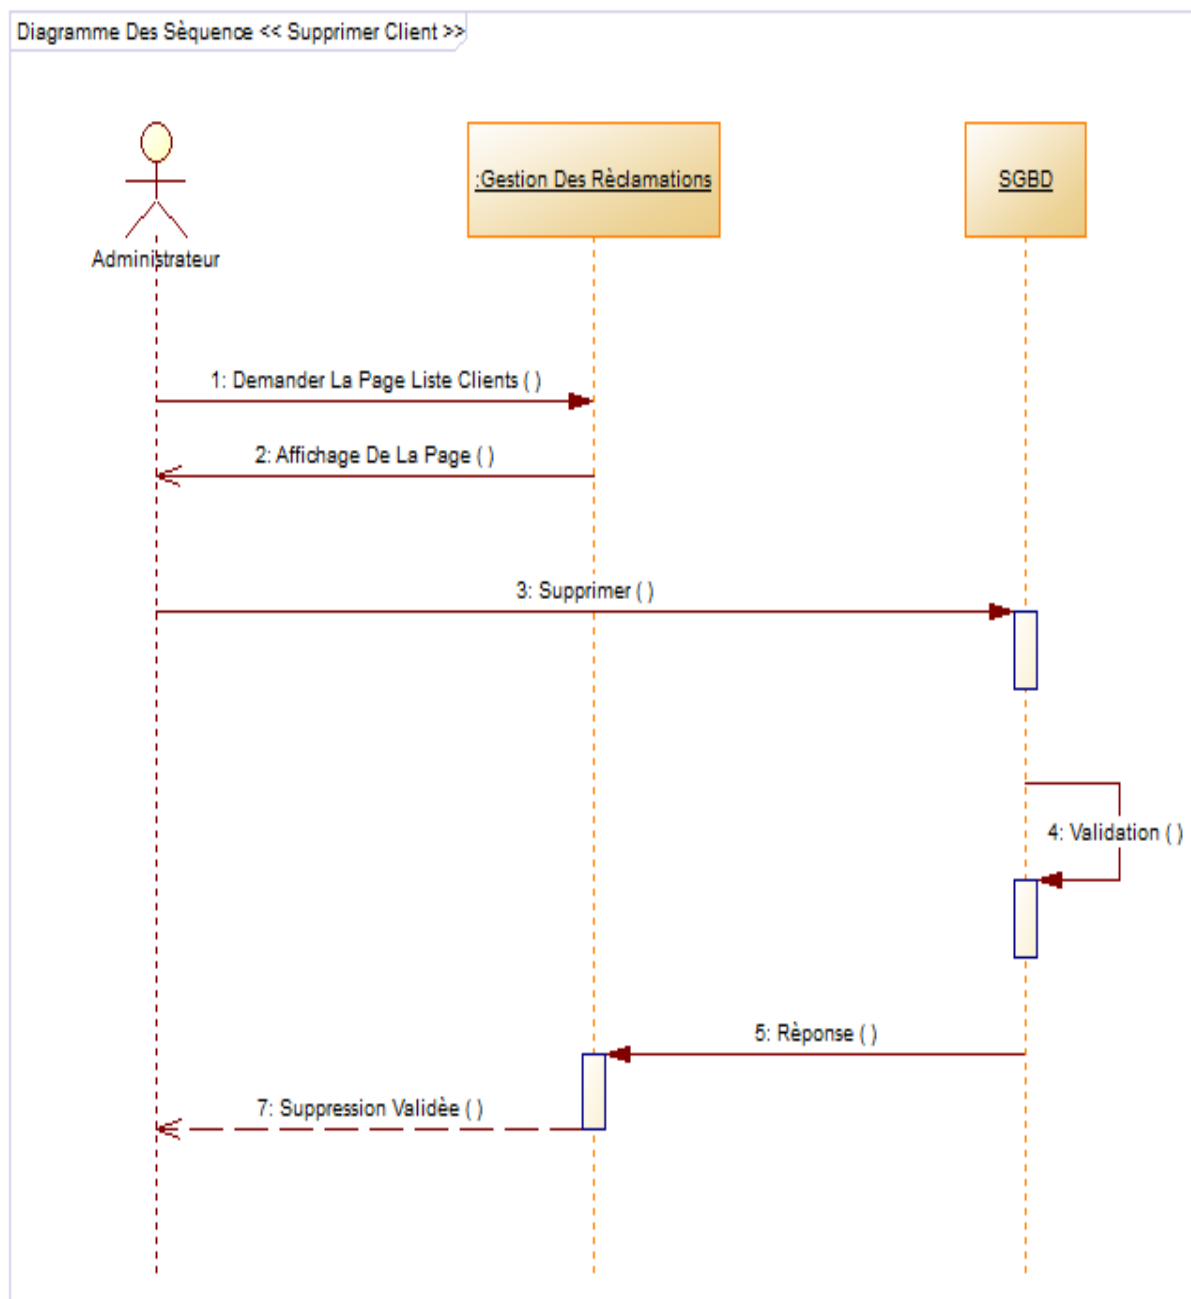 Diagramme Des Sèquence << Supprimer Client >>
:Gestion Des Rèclamations
SGBD
Administrateur
1: Demander La Page Liste Clients ( )
2: Affichage De La Page ( )
3: Supprimer ( )
4: Validation ( )
5: Rèponse ( )
7: Suppression Validèe ( )